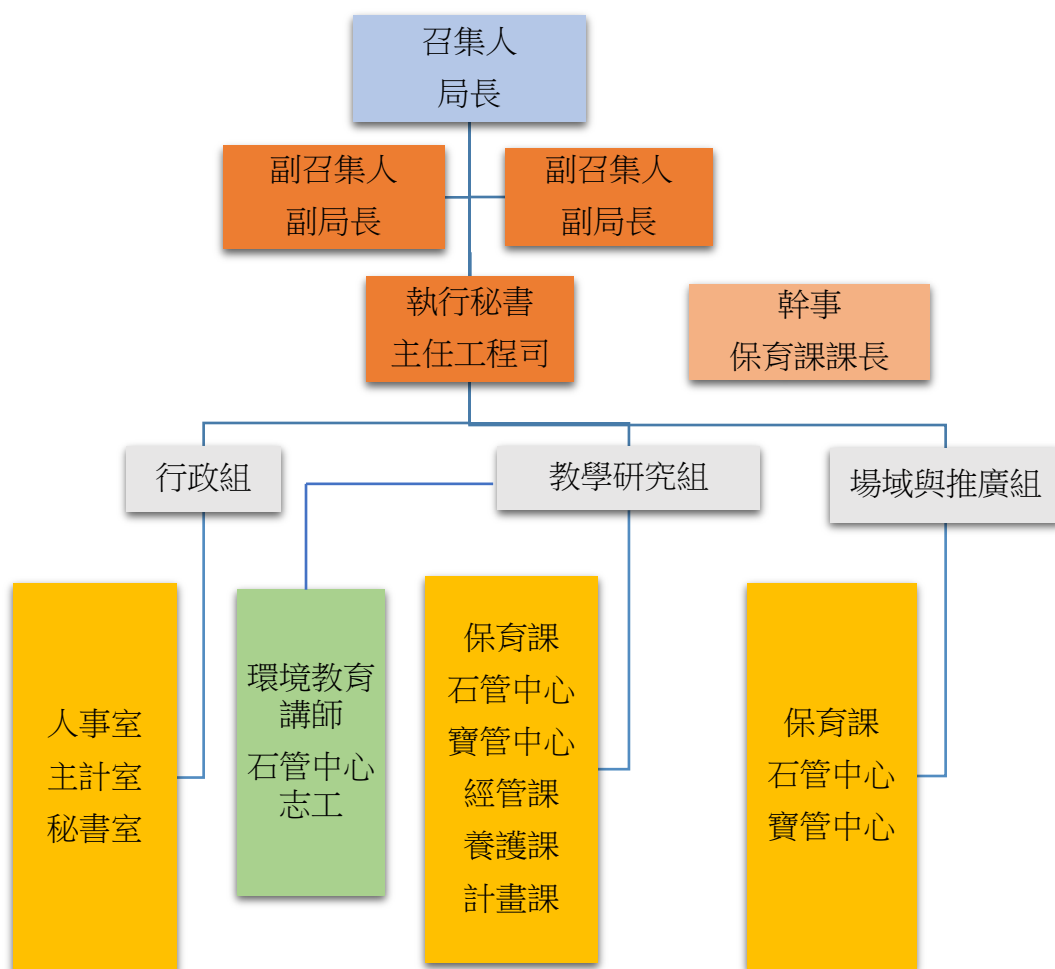 召集人
局長
副召集人
副局長
副召集人
副局長
執行秘書
主任工程司
幹事
保育課課長
行政組
教學研究組
場域與推廣組
人事室
主計室
秘書室
環境教育
講師
石管中心
志工
保育課
石管中心
寶管中心
經管課
養護課
計畫課
保育課
石管中心
寶管中心